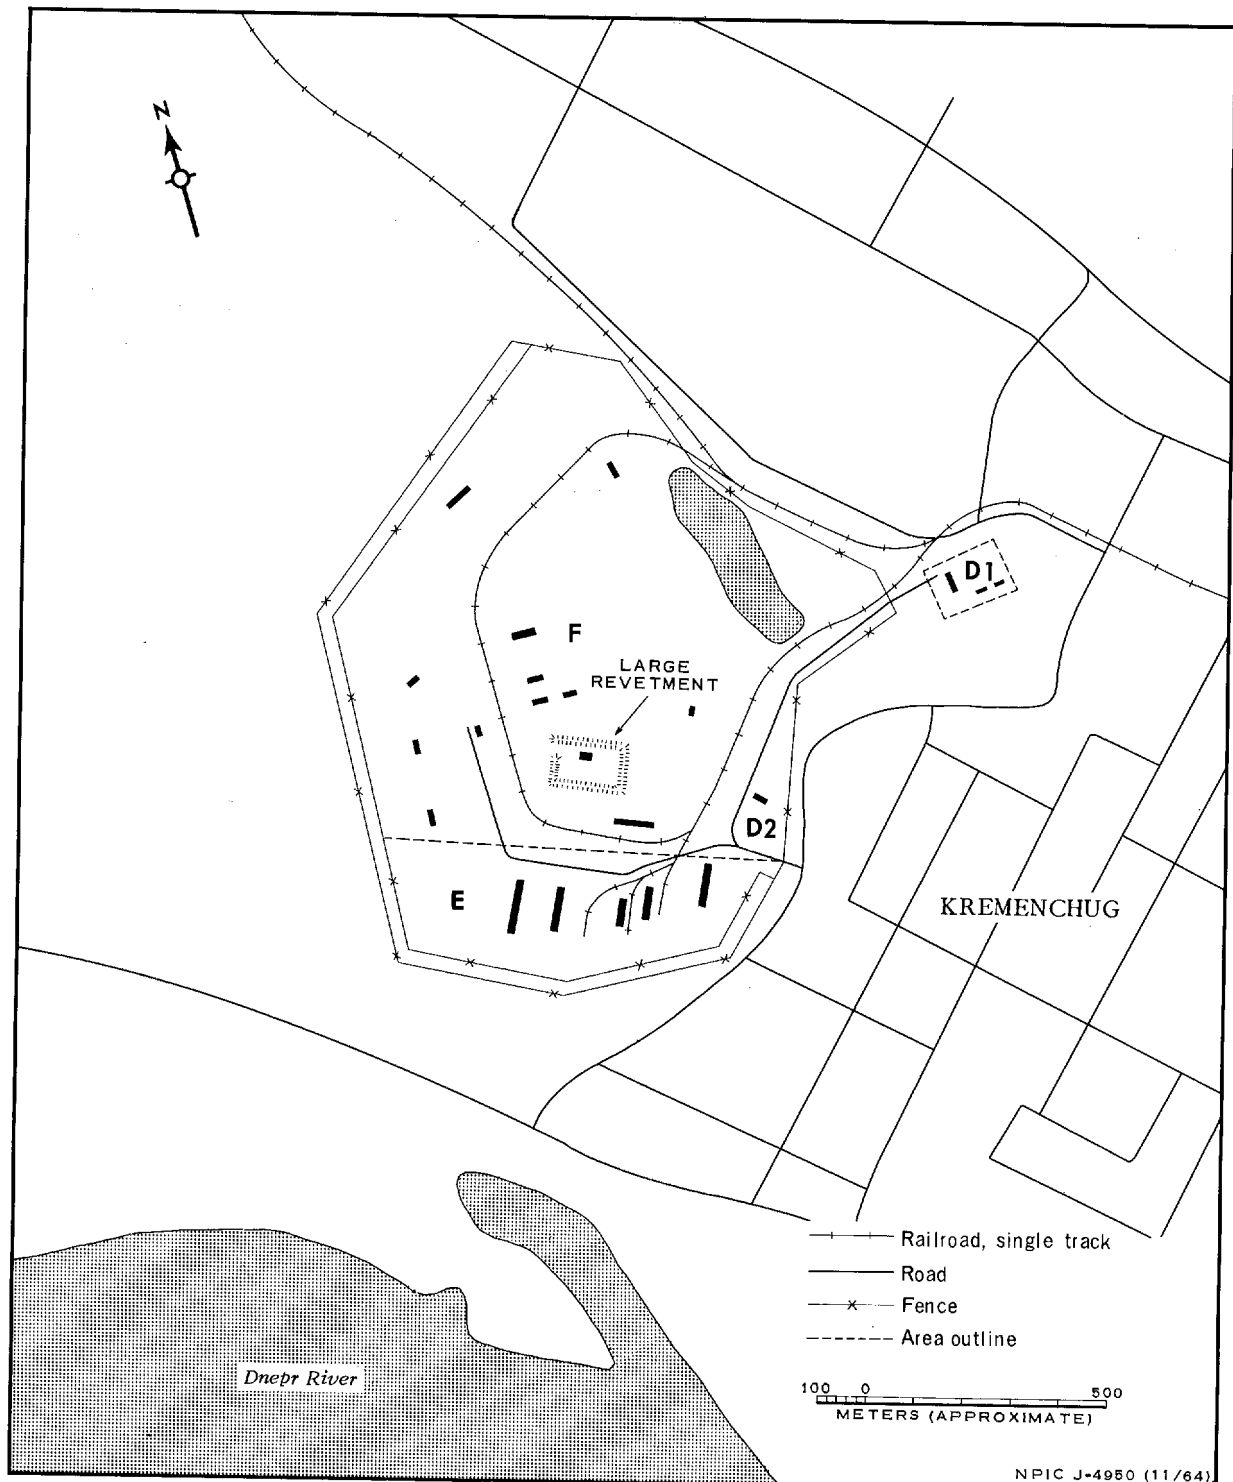 N
D1
F
LARGE
REVETMENT
D2
E
KREMENCHUG
Railroad, single track
Road
Fence
Area outline
Dnepr River
100 0 500
METERS (APPROXIMATE)
NPIC J-4950 (11/64)